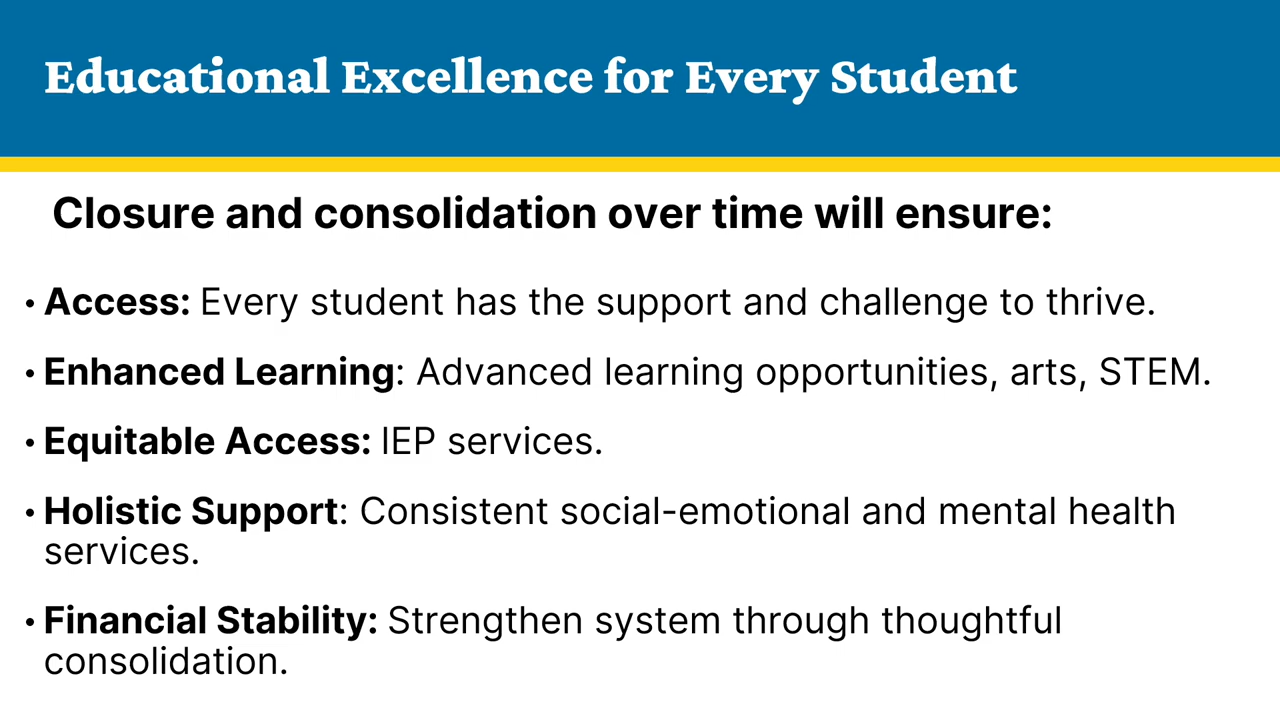 Educational Excellence for Every Student
Closure and consolidation over time will ensure:
• Access: Every student has the support and challenge to thrive.
• Enhanced Learning: Advanced learning opportunities, arts, STEM.
• Equitable Access: IEP services.
• Holistic Support: Consistent social-emotional and mental health
services.
• Financial Stability: Strengthen system through thoughtful
consolidation.